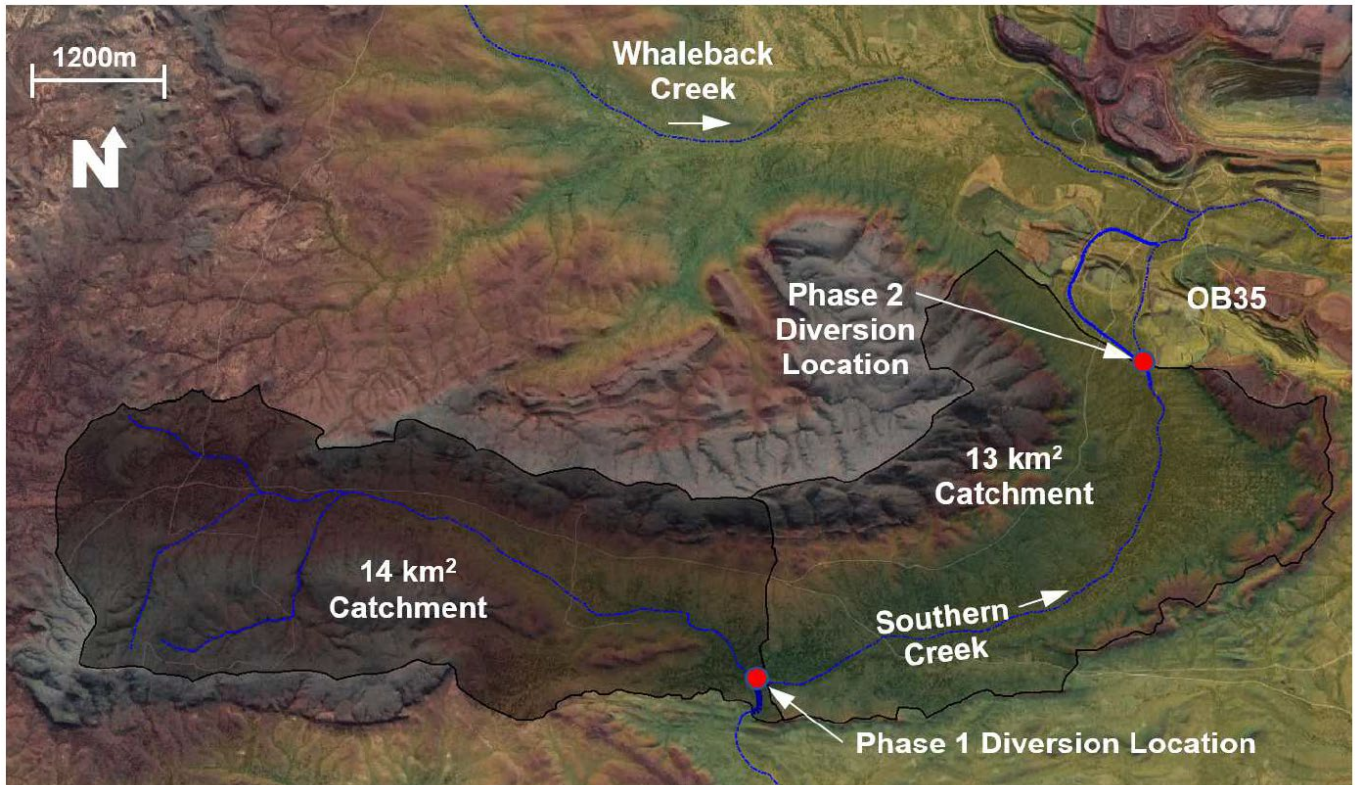 1200m
N
Whaleback
Creek
Phase 2
Diversion
Location
OB35
13 km²
Catchment
14 km²
Catchment
Southern
Creek
Phase 1 Diversion Location